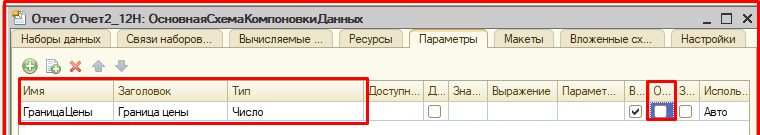 Отчет Отчет2_12Н: ОсновнаяСхемаКомпоновкиДанных
Наборы данных Связи наборов... Вычисляемые ... Ресурсы Параметры Макеты Вложенные сх... Настройки
Имя Заголовок Тип Доступн... Д... Зна... Выражение Парамет... В... О... З... Исполь...
ГраницаЦены Граница цены Число Авто